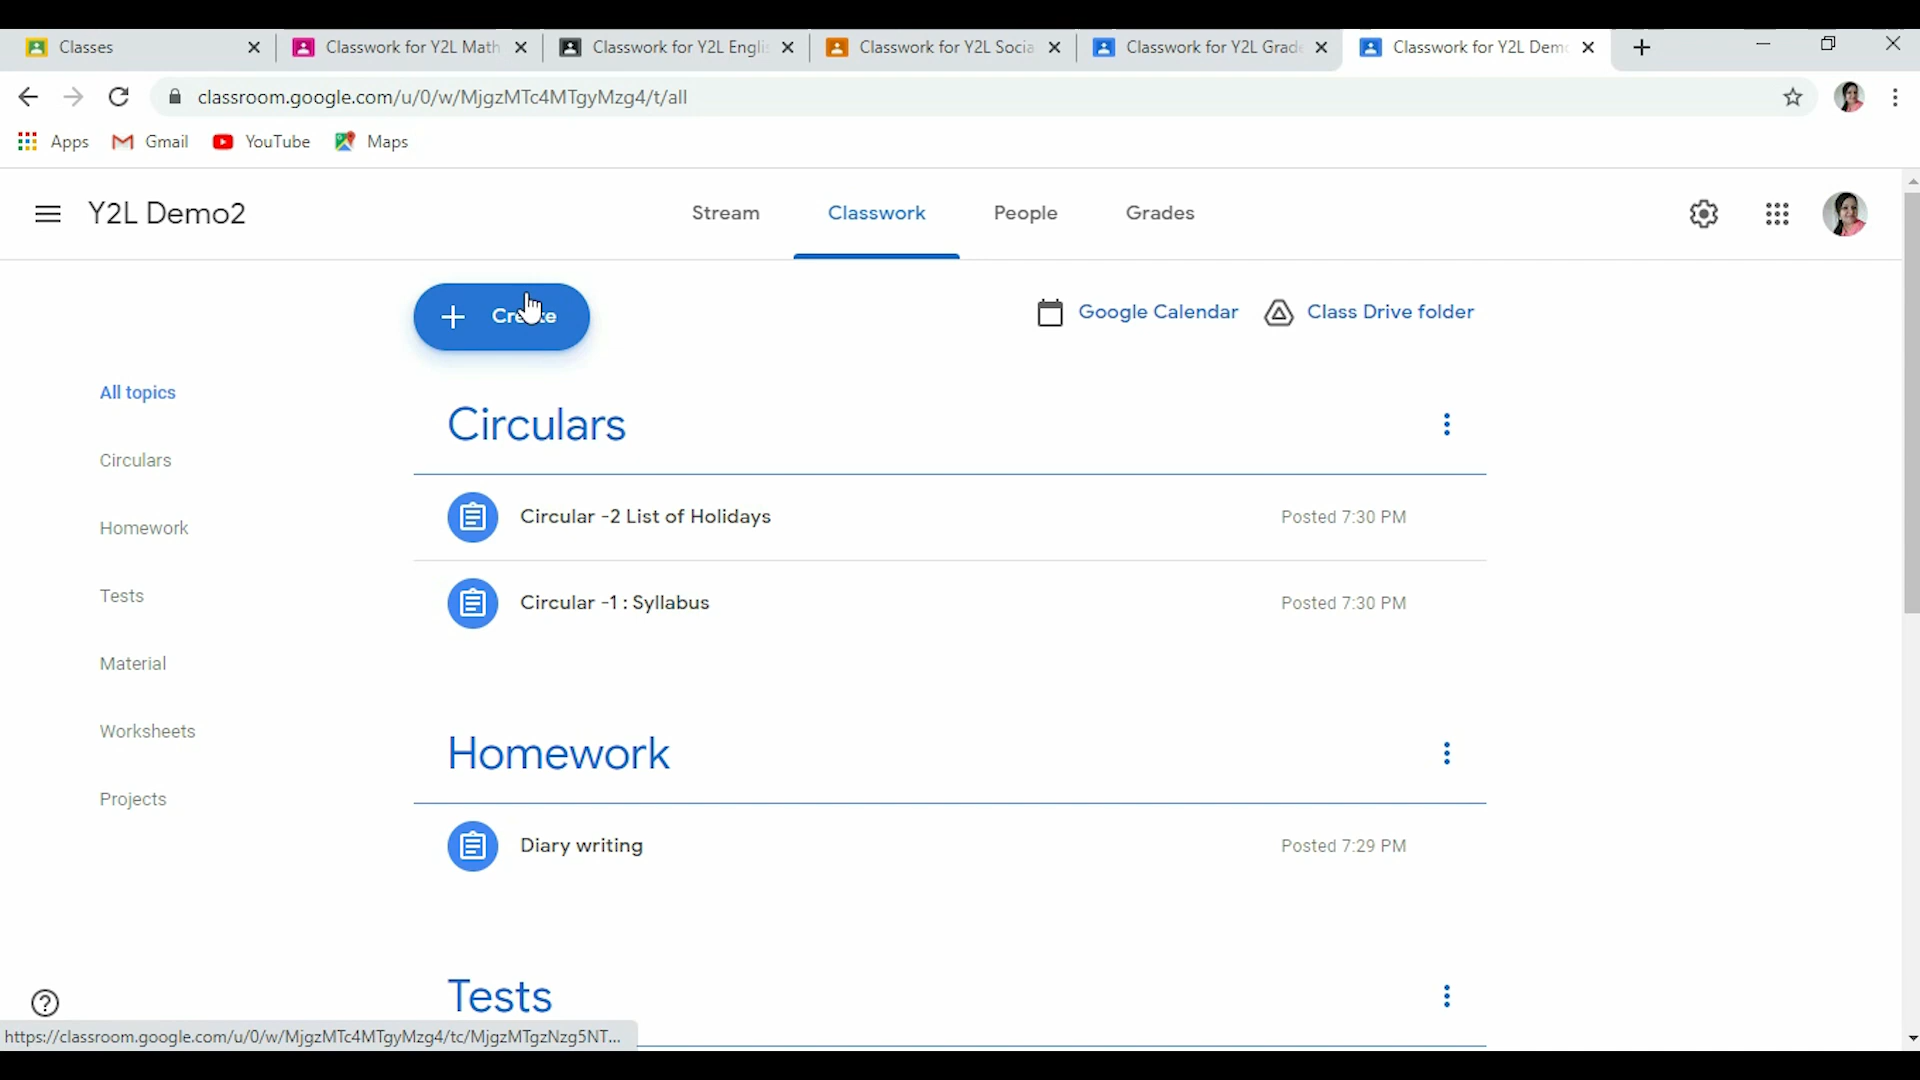 Classes
Classwork for Y2L Math
Classwork for Y2L Engli
Classwork for Y2L Socia
Classwork for Y2L Grade
Classwork for Y2L Demo
classroom.google.com/u/0/w/MjgzMTc4MTgyMzg4/t/all
Apps
Gmail
YouTube
Maps
Y2L Demo2
Stream
Classwork
People
Grades
Create
Google Calendar
Class Drive folder
All topics
Circulars
Homework
Tests
Material
Worksheets
Projects
Circulars
Circular -2 List of Holidays
Posted 7:30 PM
Circular -1 : Syllabus
Posted 7:30 PM
Homework
Diary writing
Posted 7:29 PM
Tests
https://classroom.google.com/u/0/w/MjgzMTc4MTgyMzg4/tc/MjgzMTgzNzg5NT...